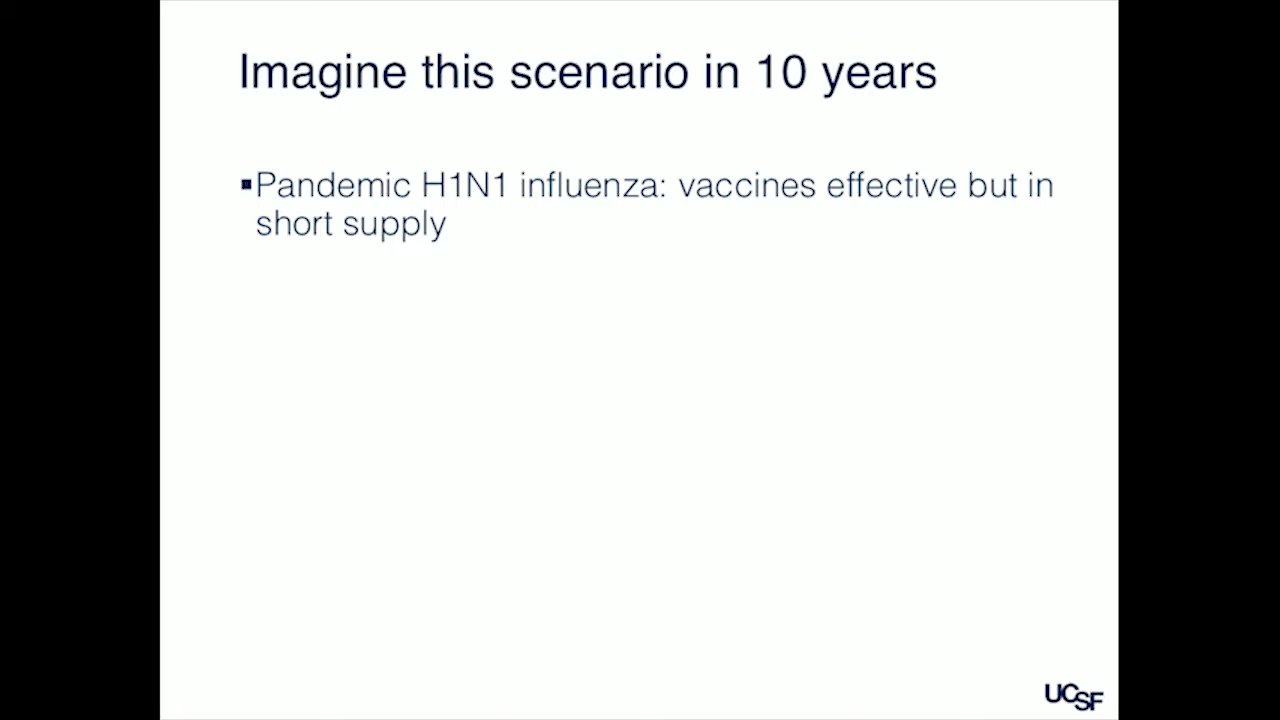 Imagine this scenario in 10 years
▪Pandemic H1N1 influenza: vaccines effective but in
short supply
UCSF